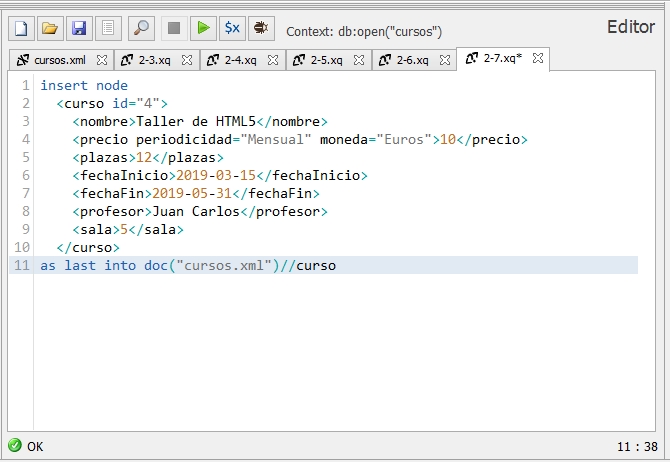 $x
Context: db:open("cursos")
Editor
cursos.xml
2-3.xq
2-4.xq
2-5.xq
2-6.xq
2-7.xq*
1 insert node
2 <curso id="4">
3 <nombre>Taller de HTML5</nombre>
4 <precio periodicidad="Mensual" moneda="Euros">10</precio>
5 <plazas>12</plazas>
6 <fechaInicio>2019-03-15</fechaInicio>
7 <fechaFin>2019-05-31</fechaFin>
8 <profesor>Juan Carlos</profesor>
9 <sala>5</sala>
10 </curso>
11 as last into doc("cursos.xml")//curso
OK
11 : 38